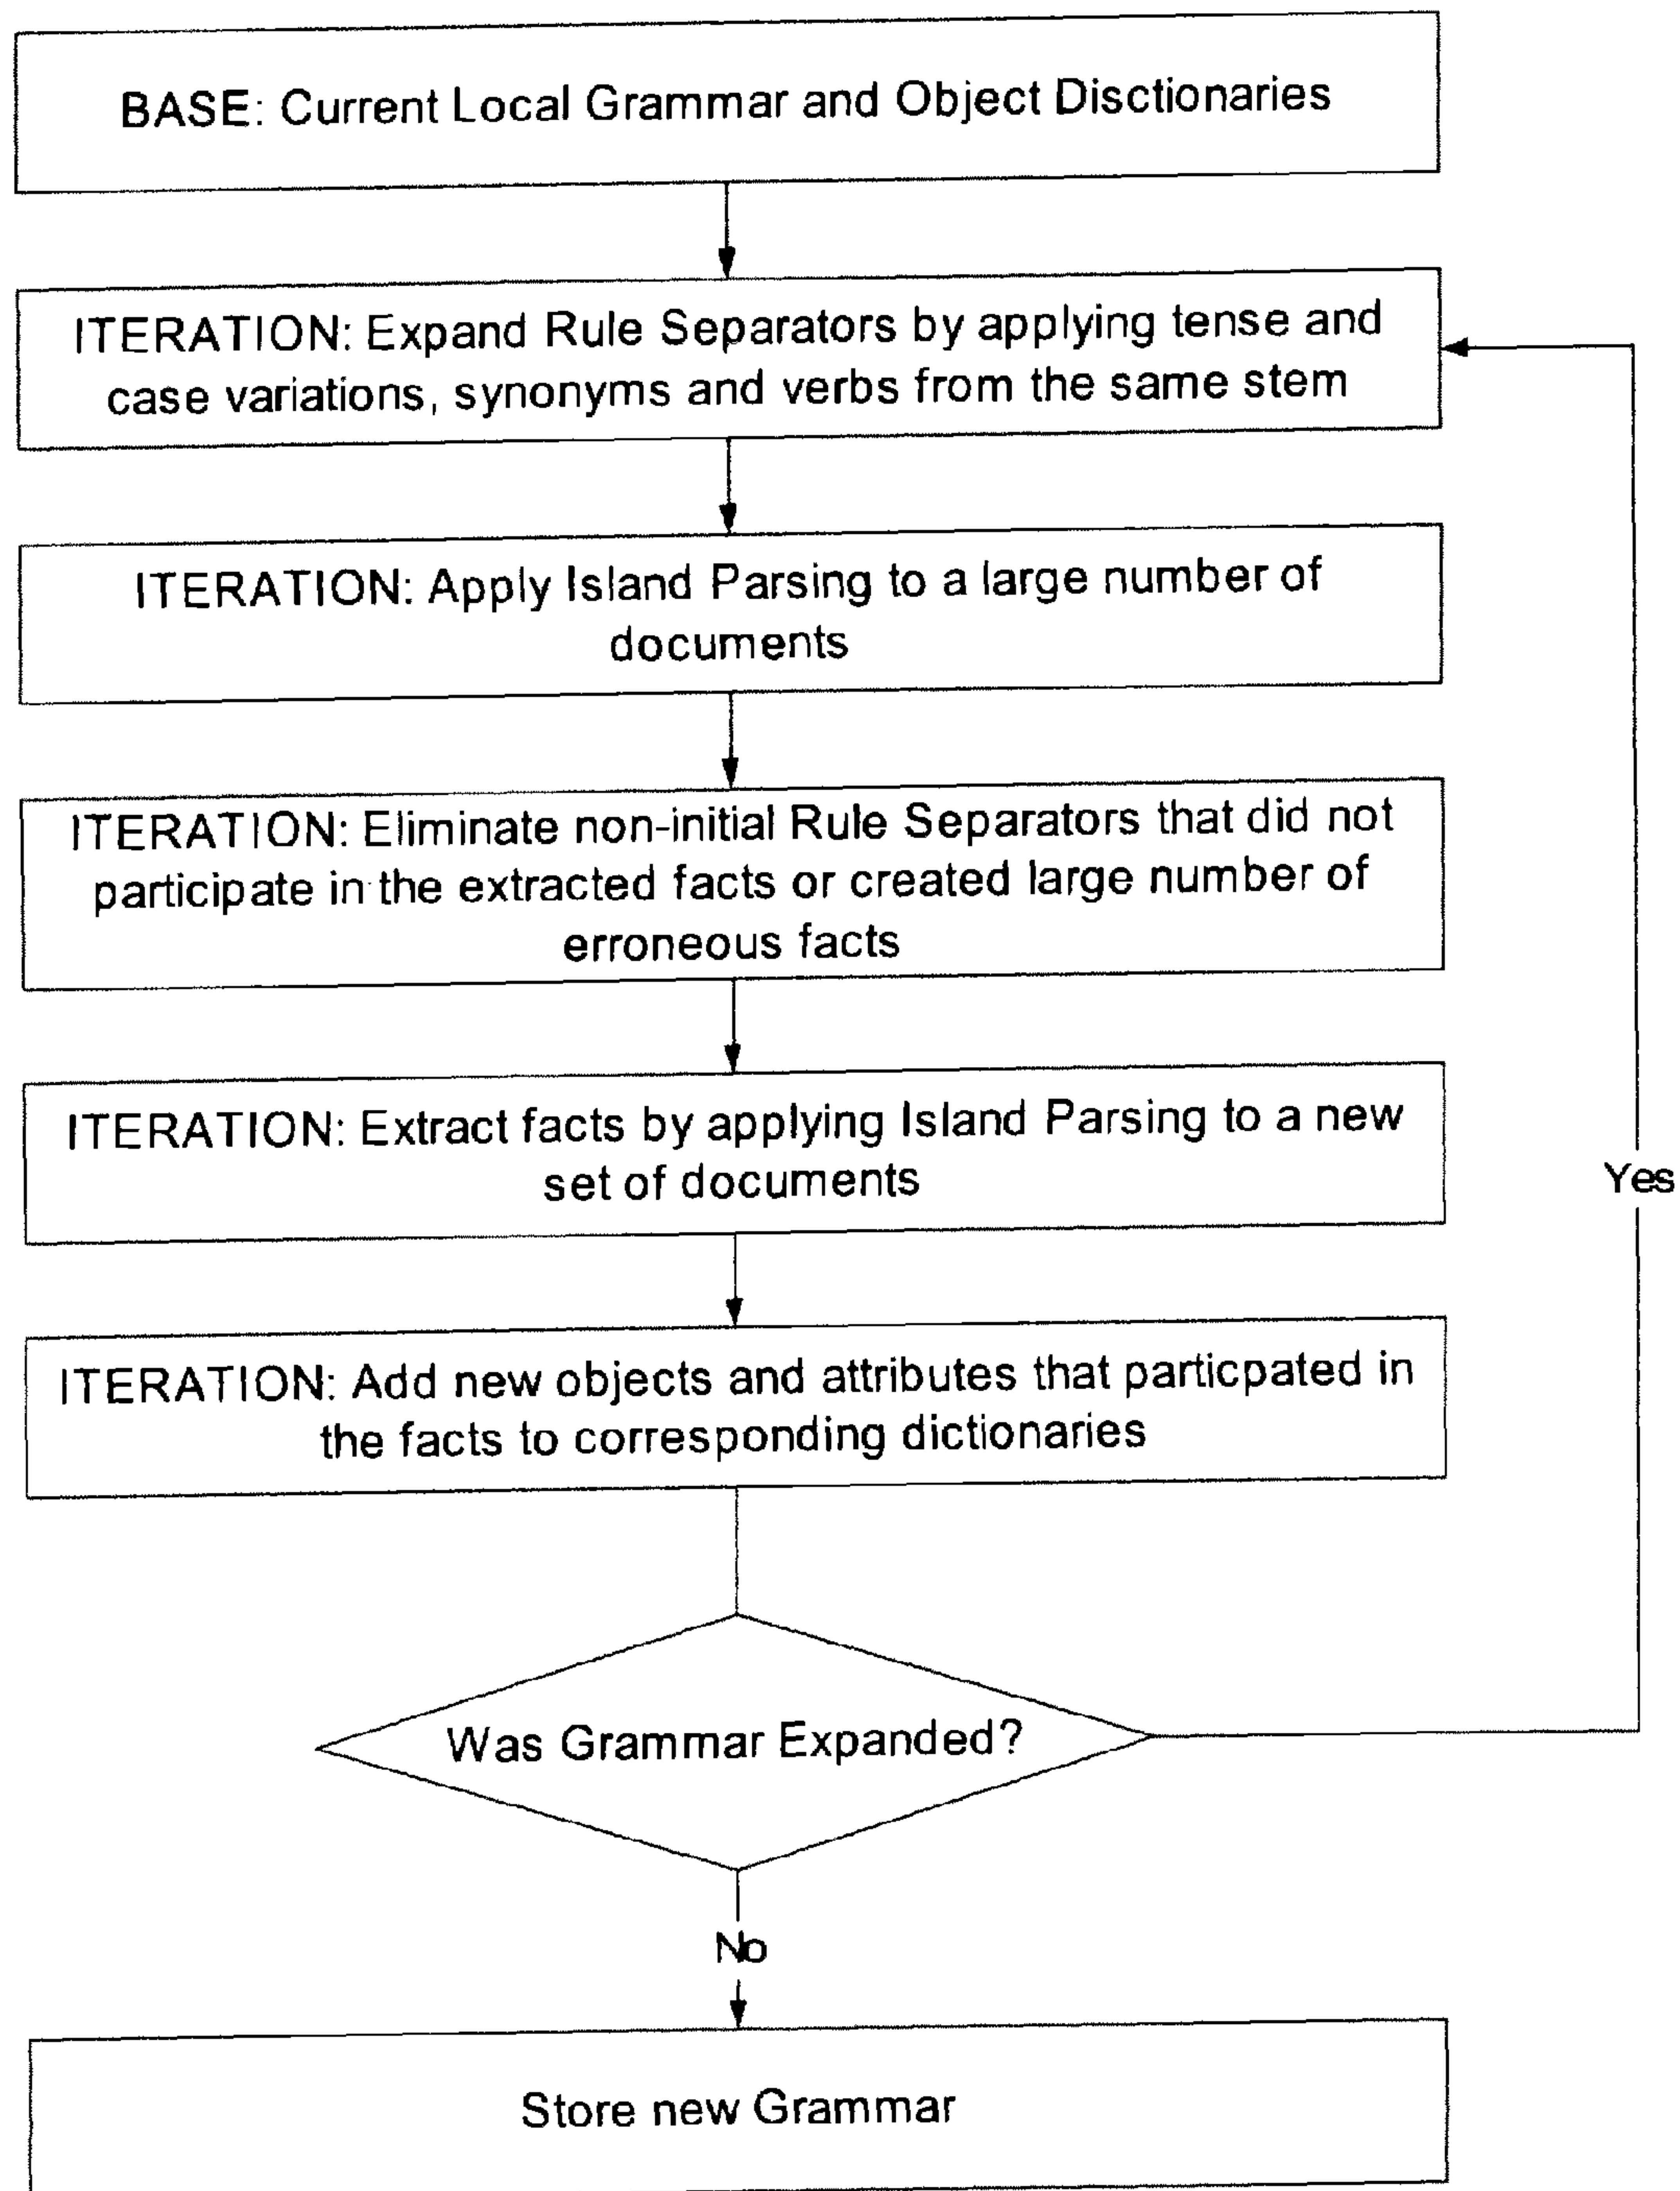 BASE: Current Local Grammar and Object Disctionaries
ITERATION: Expand Rule Separators by applying tense and
case variations, synonyms and verbs from the same stem
ITERATION: Apply Island Parsing to a large number of
documents
ITERATION: Eliminate non-initial Rule Separators that did not
participate in the extracted facts or created large number of
erroneous facts
ITERATION: Extract facts by applying Island Parsing to a new
set of documents
Yes
ITERATION: Add new objects and attributes that particpated in
the facts to corresponding dictionaries
Was Grammar Expanded?
No
Store new Grammar